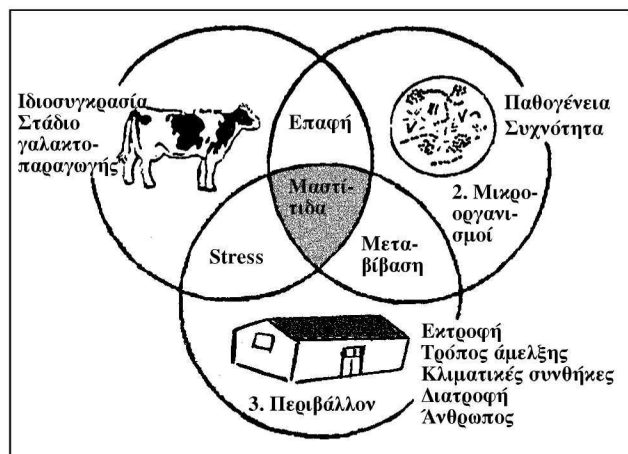 Ιδιοσυγκρασία
Στάδιο
γαλακτο-
παραγωγής
Επαφή
Παθογένεια
Συχνότητα
2. Μικρο-
οργανι-
σμοί
Μαστί-
τιδα
Stress
Μετα-
βίβαση
3. Περιβάλλον
Εκτροφή
Τρόπος άμελξης
Κλιματικές συνθήκες
Διατροφή
Άνθρωπος